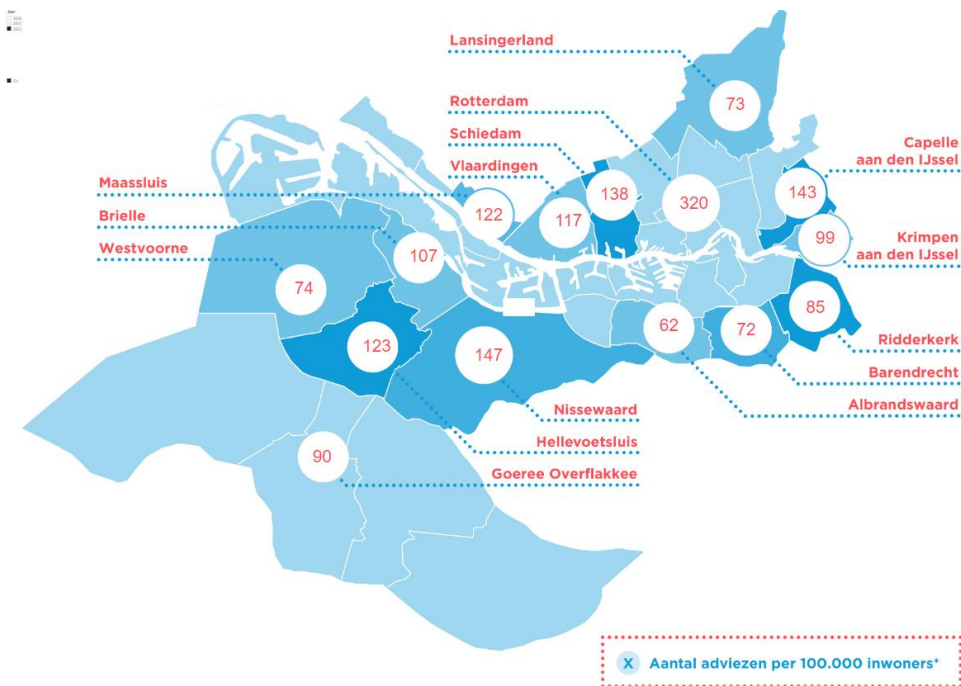 Jaar
Lansingerland
73
Rotterdam
Schiedam
Vlaardingen
Capelle
aan den IJssel
Maassluis
Brielle
Westvoorne
138
320
143
122
117
99
Krimpen
aan den IJssel
107
74
85
62
72
123
147
Ridderkerk
Barendrecht
Albrandswaard
Nissewaard
Hellevoetsluis
90
Goeree Overflakkee
X Aantal adviezen per 100.000 inwoners*